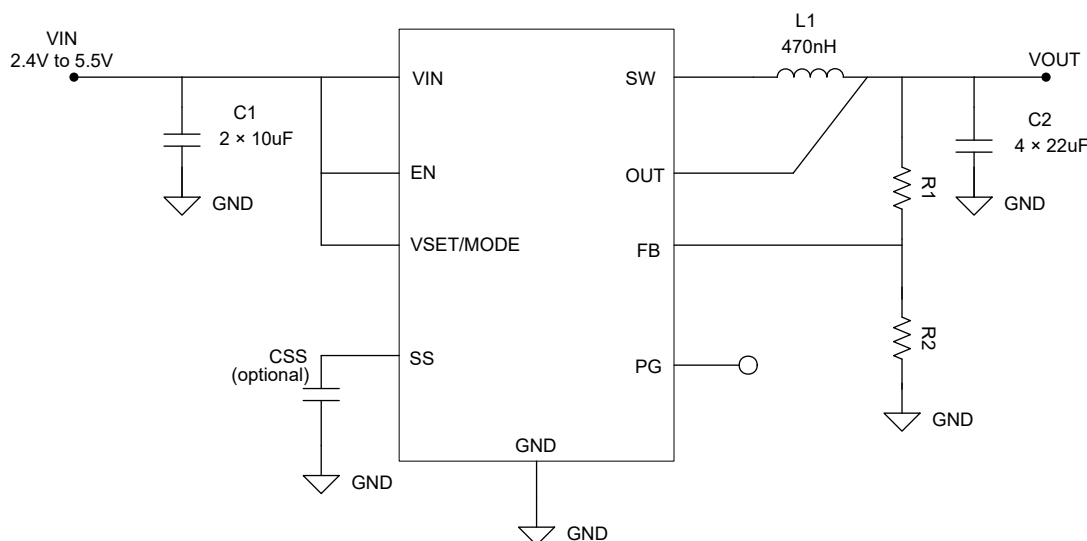 VIN
2.4V to 5.5V
C1
2 × 10uF
GND
VIN
EN
VSET/MODE
SS
CSS
(optional)
GND
GND
GND
SW
OUT
FB
PG
L1
470nH
VOUT
C2
4 × 22uF
GND
R1
R2
GND